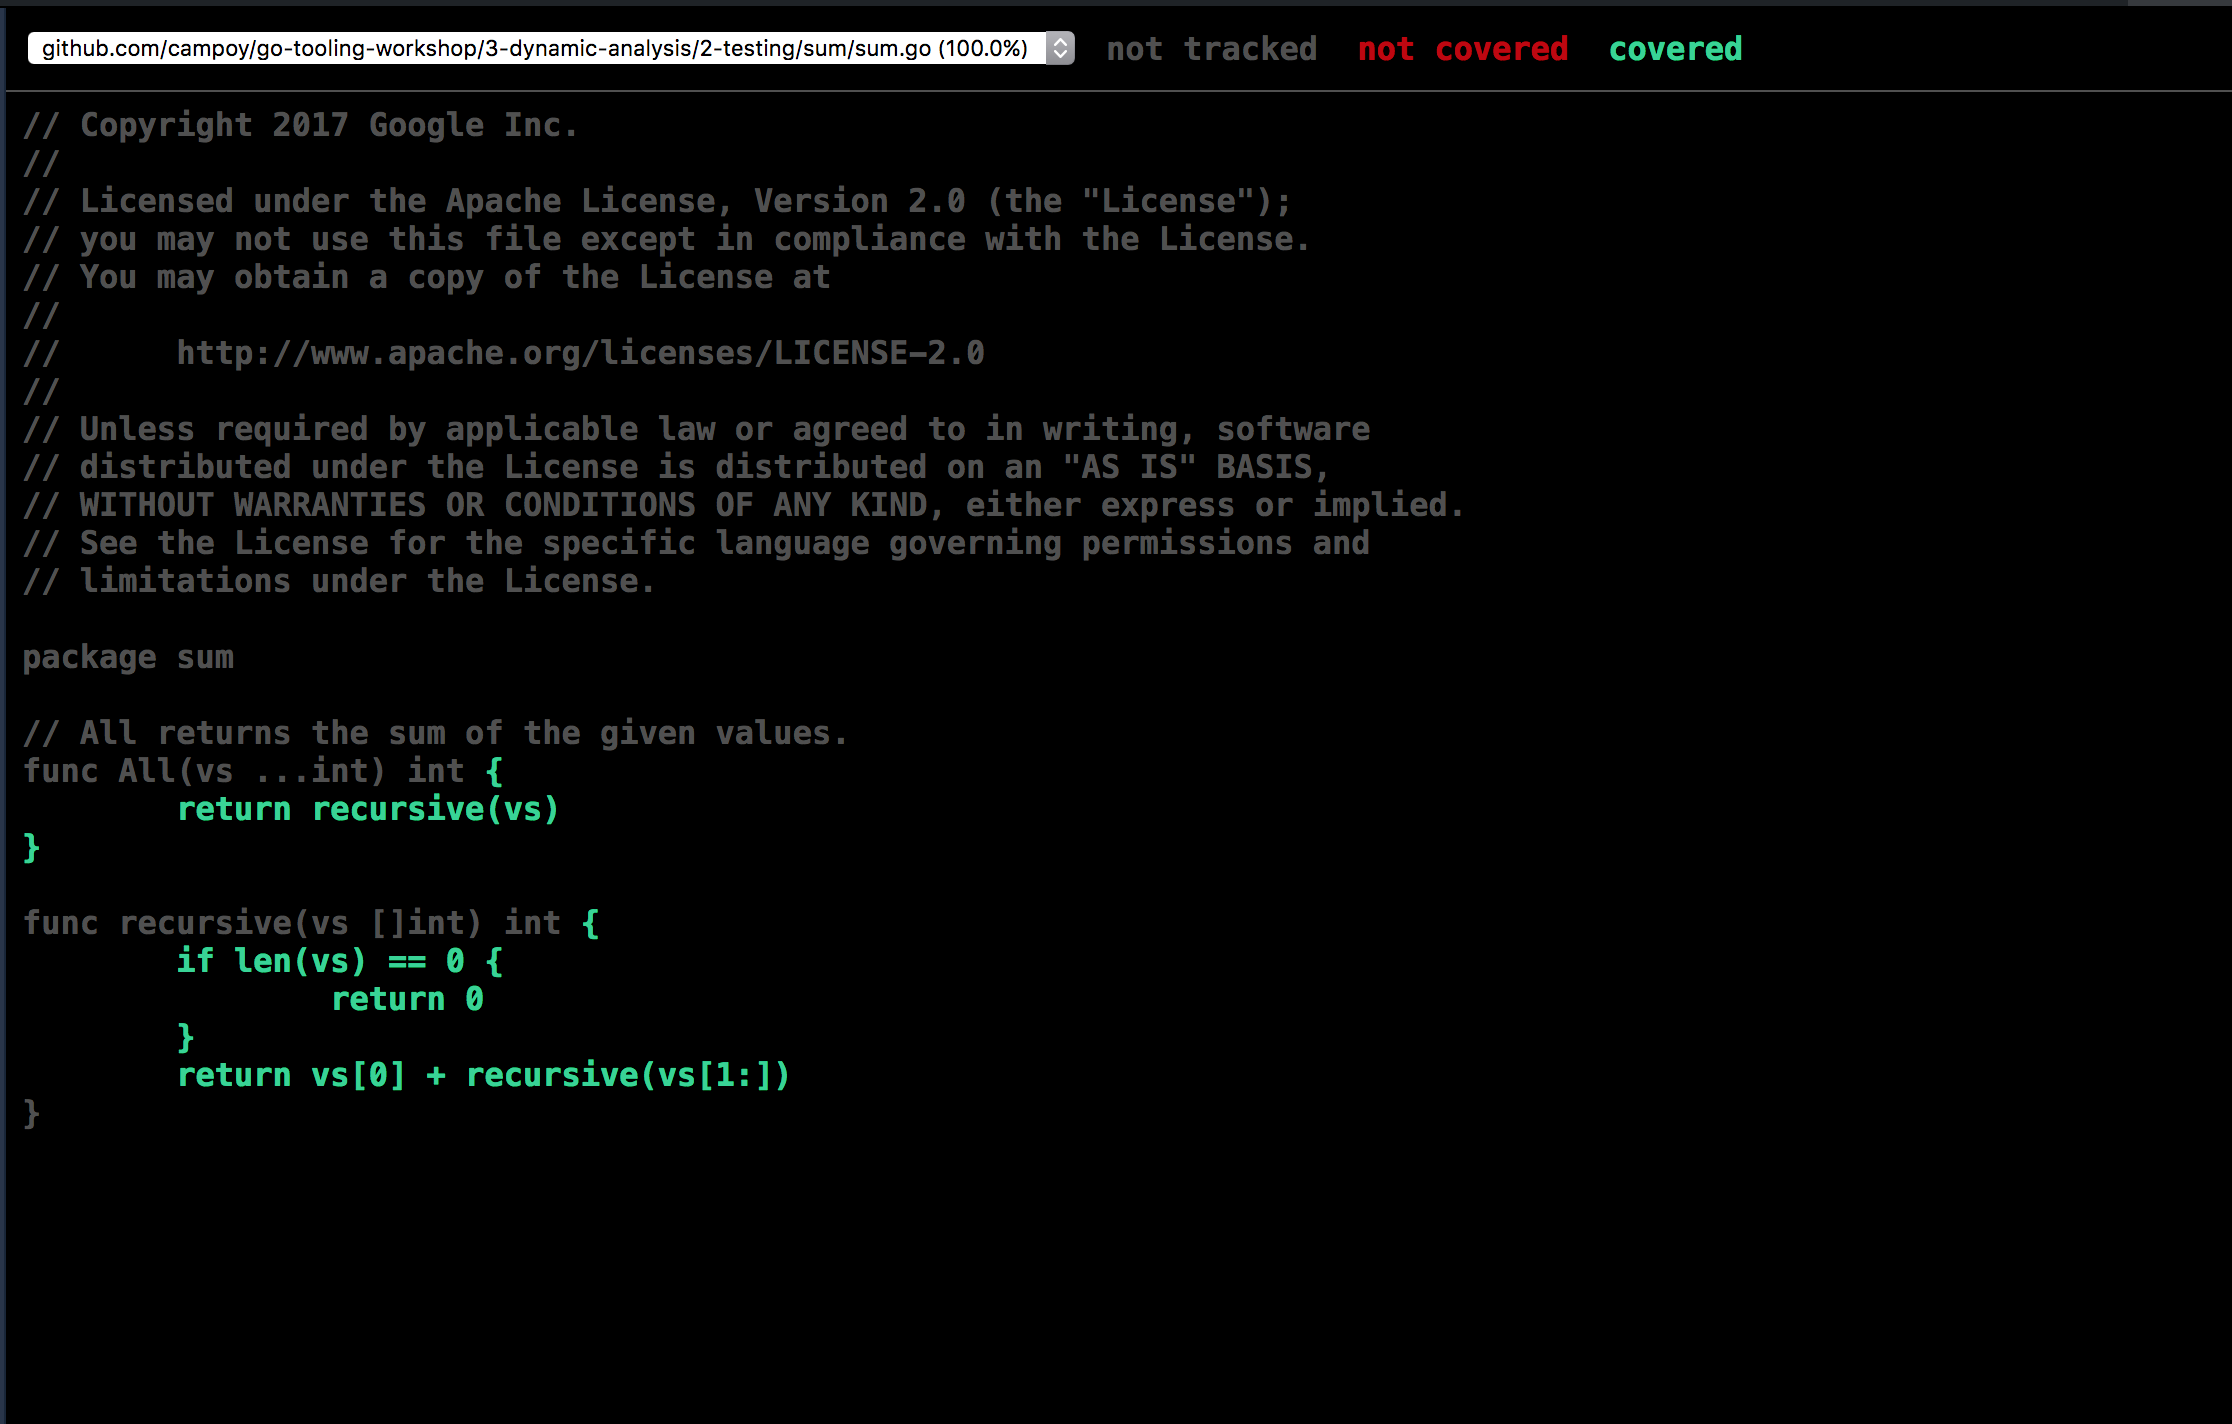 github.com/campoy/go-tooling-workshop/3-dynamic-analysis/2-testing/sum/sum.go (100.0%) not tracked not covered covered
// Copyright 2017 Google Inc.
//
// Licensed under the Apache License, Version 2.0 (the "License");
// you may not use this file except in compliance with the License.
// You may obtain a copy of the License at
//
//      http://www.apache.org/licenses/LICENSE-2.0
//
// Unless required by applicable law or agreed to in writing, software
// distributed under the License is distributed on an "AS IS" BASIS,
// WITHOUT WARRANTIES OR CONDITIONS OF ANY KIND, either express or implied.
// See the License for the specific language governing permissions and
// limitations under the License.

package sum

// All returns the sum of the given values.
func All(vs ...int) int {
        return recursive(vs)
}

func recursive(vs []int) int {
        if len(vs) == 0 {
                return 0
        }
        return vs[0] + recursive(vs[1:])
}